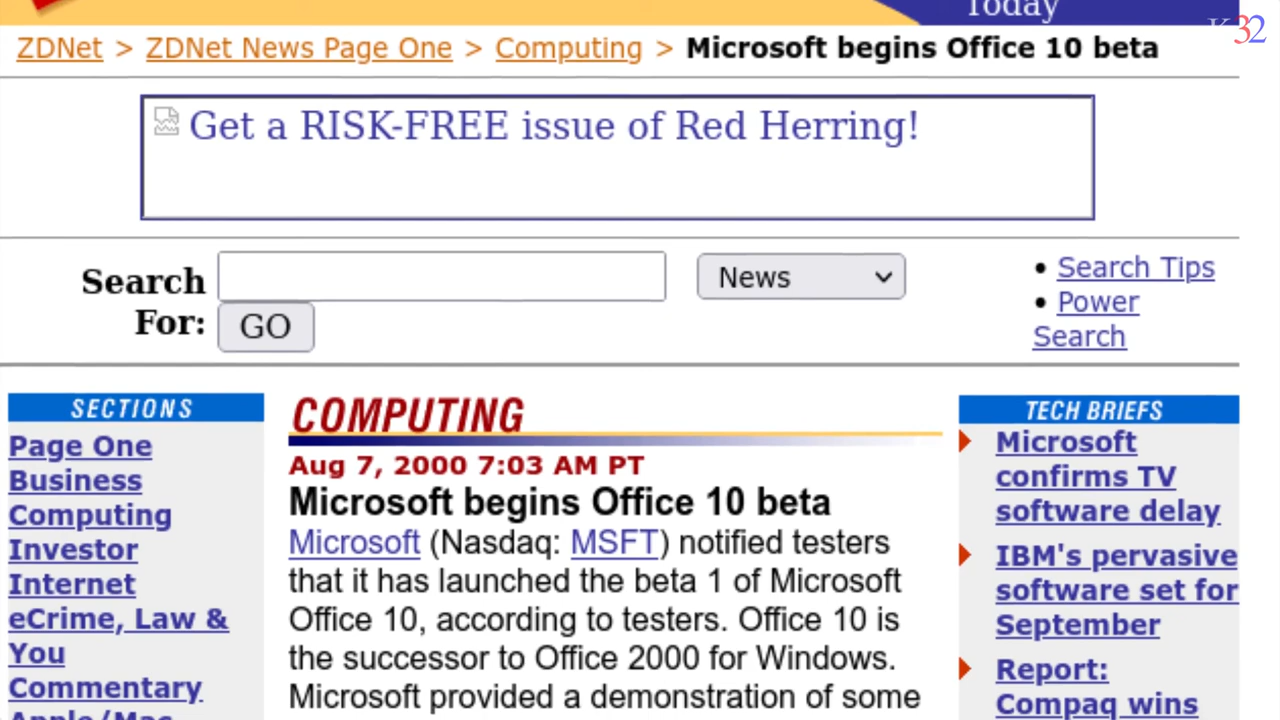 Today
K32
ZDNet > ZDNet News Page One > Computing > Microsoft begins Office 10 beta
Get a RISK-FREE issue of Red Herring!
Search
For:
GO
News
• Search Tips
• Power
Search
SECTIONS
Page One
Business
Computing
Investor
Internet
eCrime, Law &
You
Commentary
Apple/Mac
COMPUTING
Aug 7, 2000 7:03 AM PT
Microsoft begins Office 10 beta
Microsoft (Nasdaq: MSFT) notified testers
that it has launched the beta 1 of Microsoft
Office 10, according to testers. Office 10 is
the successor to Office 2000 for Windows.
Microsoft provided a demonstration of some
TECH BRIEFS
Microsoft
confirms TV
software delay
IBM's pervasive
software set for
September
Report:
Compaq wins